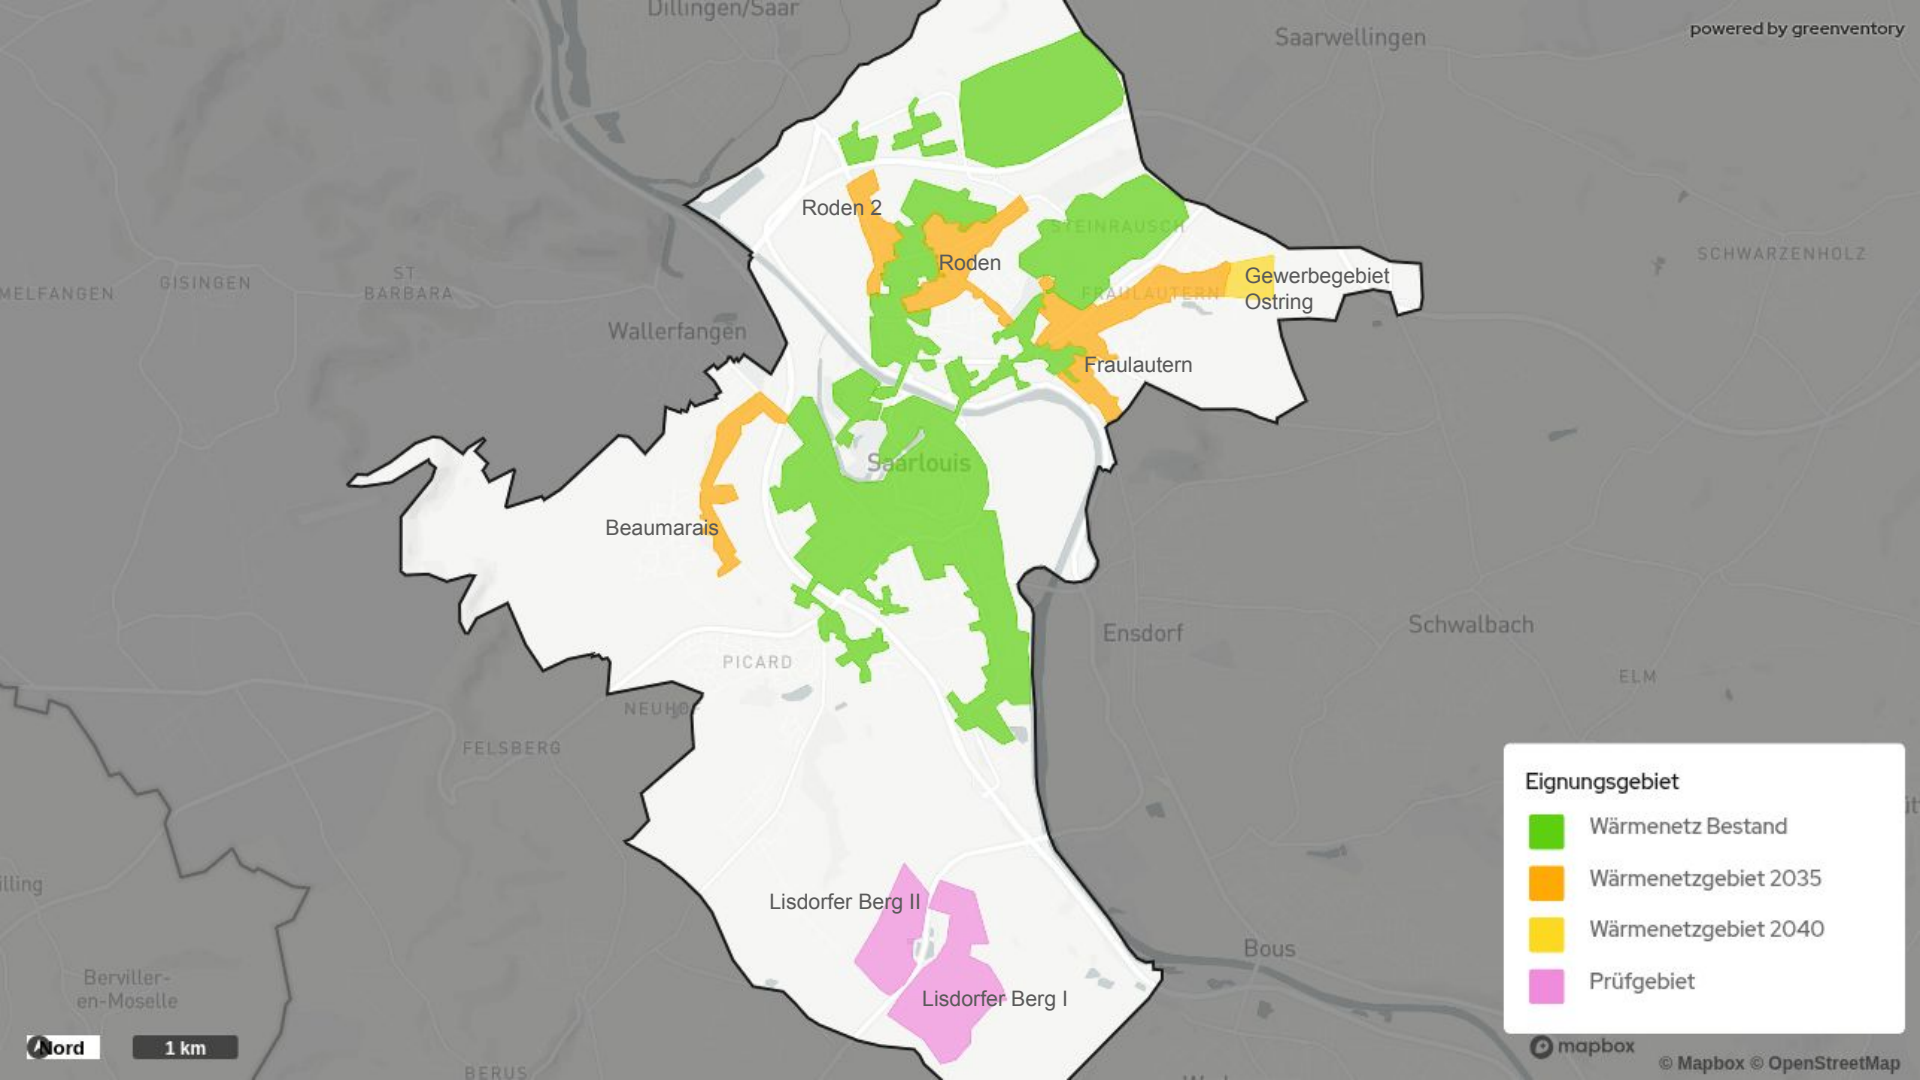 Dillingen/Saar
Saarwellingen
powered by greenventory
Roden 2
STEINRAUSCH
SCHWARZENHOLZ
Roden
Gewerbegebiet
Ostring
FRAULAUTERN
MELFANGEN
GISINGEN
ST.
BARBARA
Wallerfangen
Fraulautern
Saarlouis
Beaumarais
Ensdorf
Schwalbach
PICARD
ELM
NEUHOF
FELSBERG
Eignungsgebiet
Wärmenetz Bestand
Wärmenetzgebiet 2035
Wärmenetzgebiet 2040
Prüfgebiet
illing
Lisdorfer Berg II
Bous
Berviller-
en-Moselle
Lisdorfer Berg I
Nord
1 km
mapbox
© Mapbox © OpenStreetMap
BERUS